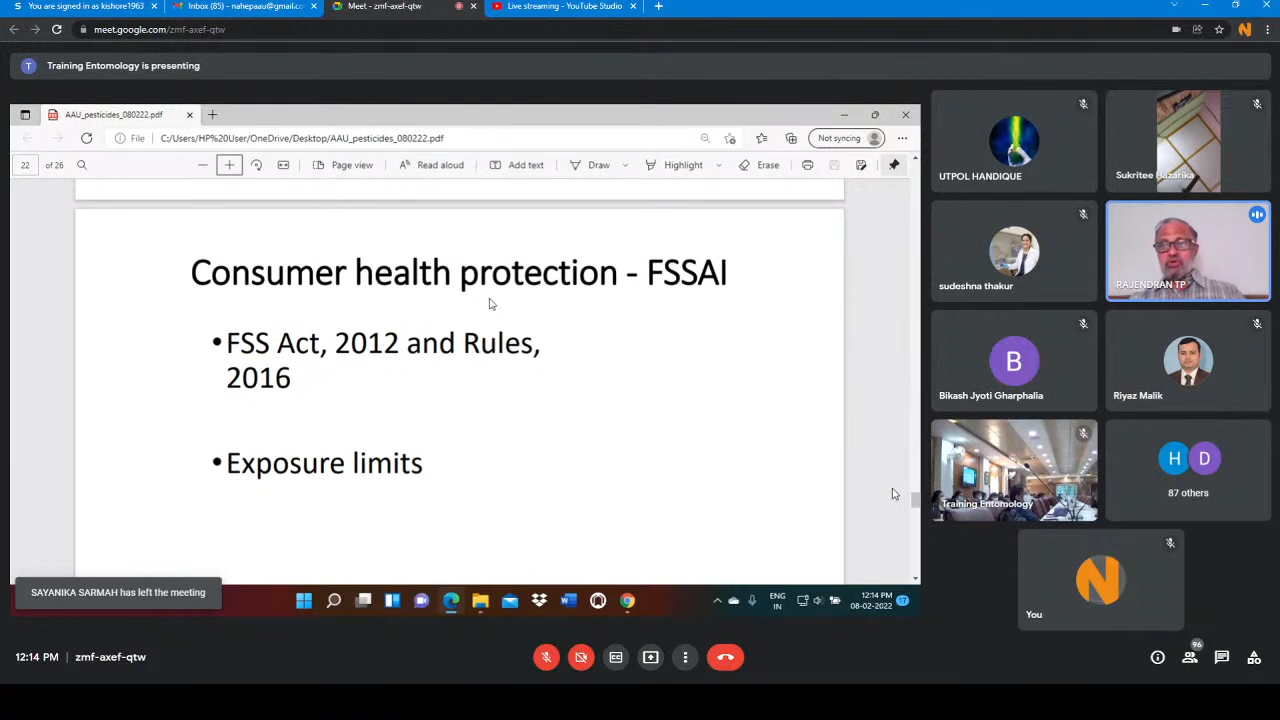 You are signed in as kishore1963
Inbox (85) - nahepaau@gmail.co
Meet - zmf-axef-qtw
Live streaming - YouTube Studio
meet.google.com/zmf-axef-qtw
T Training Entomology is presenting
AAU_pesticides_080222.pdf
File C:/Users/HP%20User/OneDrive/Desktop/AAU_pesticides_080222.pdf
Not syncing
22 of 26
Page view
Read aloud
Add text
Draw
Highlight
Erase
Consumer health protection - FSSAI
•FSS Act, 2012 and Rules,
2016
•Exposure limits
SAYANIKA SARMAH has left the meeting
ENG
IN
12:14 PM
08-02-2022
17
UTPOL HANDIQUE
Sukritee Hazarika
sudeshna thakur
RAJENDRAN TP
B
Bikash Jyoti Gharphalia
Riyaz Malik
Training Entomology
H D
87 others
N
You
12:14 PM | zmf-axef-qtw
CC
96